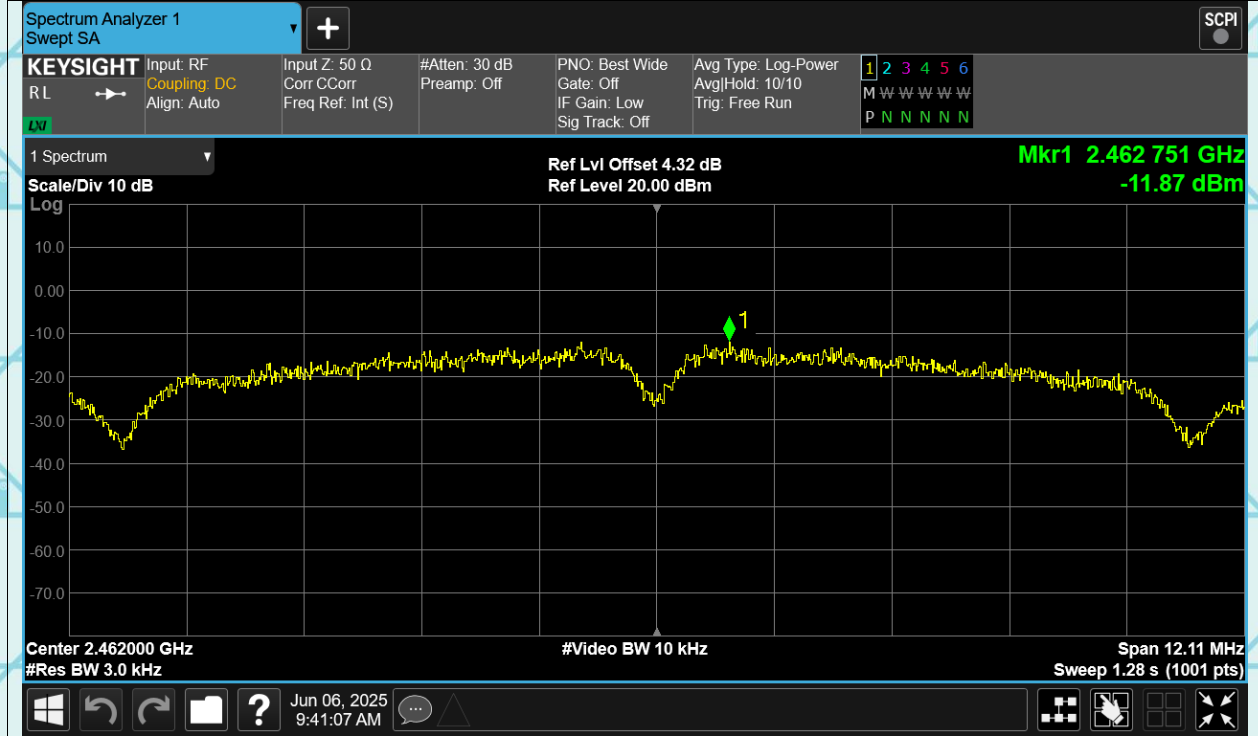 Spectrum Analyzer 1
Swept SA
▼
+
SCPI
KEYSIGHT
R L
LXI
Input: RF
Coupling: DC
Align: Auto
Input Z: 50 Ω
Corr CCorr
Freq Ref: Int (S)
#Atten: 30 dB
Preamp: Off
PNO: Best Wide
Gate: Off
IF Gain: Low
Sig Track: Off
Avg Type: Log-Power
Avg|Hold: 10/10
Trig: Free Run
1 2 3 4 5 6
M W W W W W
P N N N N N
1 Spectrum ▼
Scale/Div 10 dB
Ref Lvl Offset 4.32 dB
Ref Level 20.00 dBm
Mkr1 2.462 751 GHz
-11.87 dBm
Log
10.0
0.00
-10.0
-20.0
-30.0
-40.0
-50.0
-60.0
-70.0
1
Center 2.462000 GHz
#Res BW 3.0 kHz
#Video BW 10 kHz
Span 12.11 MHz
Sweep 1.28 s (1001 pts)
?
Jun 06, 2025
9:41:07 AM